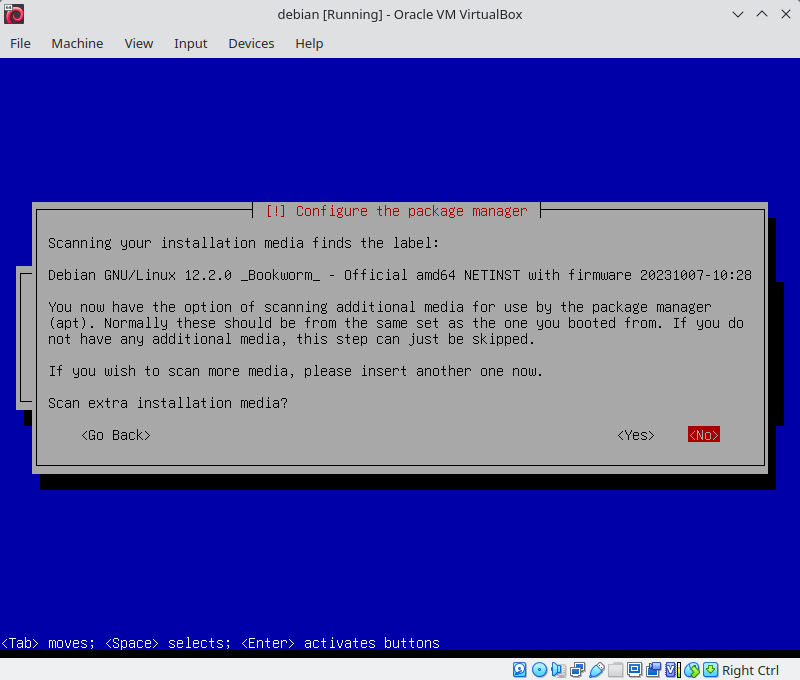 debian [Running] - Oracle VM VirtualBox
File Machine View Input Devices Help
[!] Configure the package manager
Scanning your installation media finds the label:
Debian GNU/Linux 12.2.0 _Bookworm_ - Official amd64 NETINST with firmware 20231007-10:28
You now have the option of scanning additional media for use by the package manager
(apt). Normally these should be from the same set as the one you booted from. If you do
not have any additional media, this step can just be skipped.
If you wish to scan more media, please insert another one now.
Scan extra installation media?
<Go Back> <Yes> <No>
<Tab> moves; <Space> selects; <Enter> activates buttons
Right Ctrl